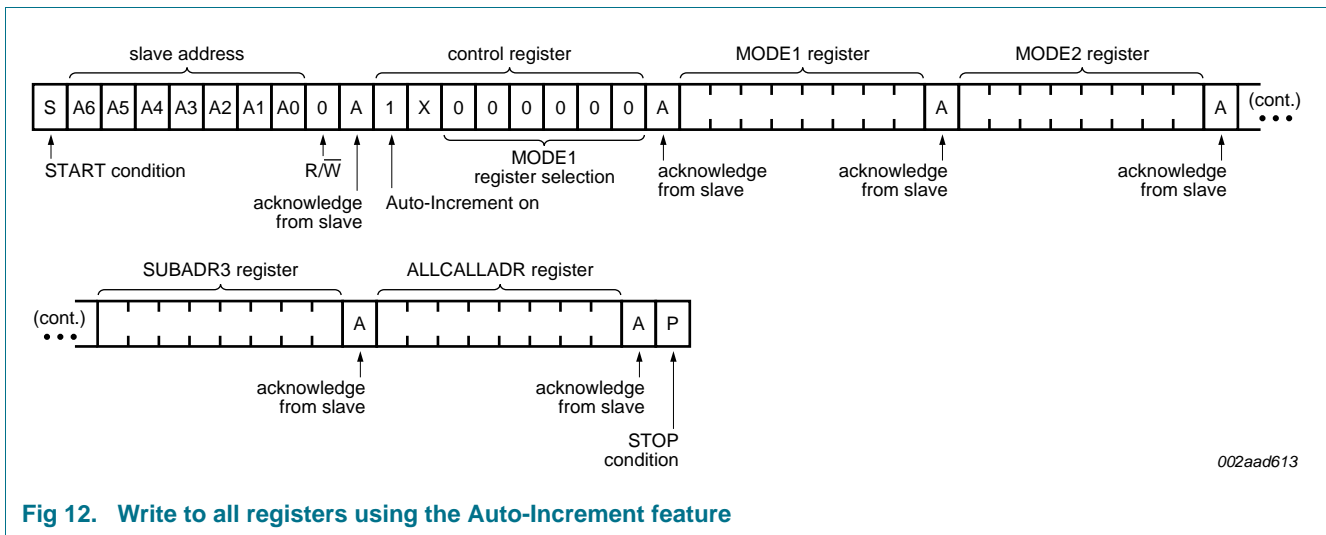 slave address control register MODE1 register MODE2 register
S A6 A5 A4 A3 A2 A1 A0 0 A 1 X 0 0 0 0 0 0 A A A (cont.)
START condition R/W̅ Auto-Increment on MODE1
register selection
acknowledge
from slave
acknowledge
from slave
acknowledge
from slave
acknowledge
from slave
SUBADR3 register ALLCALLADR register
(cont.) A A P
acknowledge
from slave
acknowledge
from slave
STOP
condition
002aad613
Fig 12. Write to all registers using the Auto-Increment feature